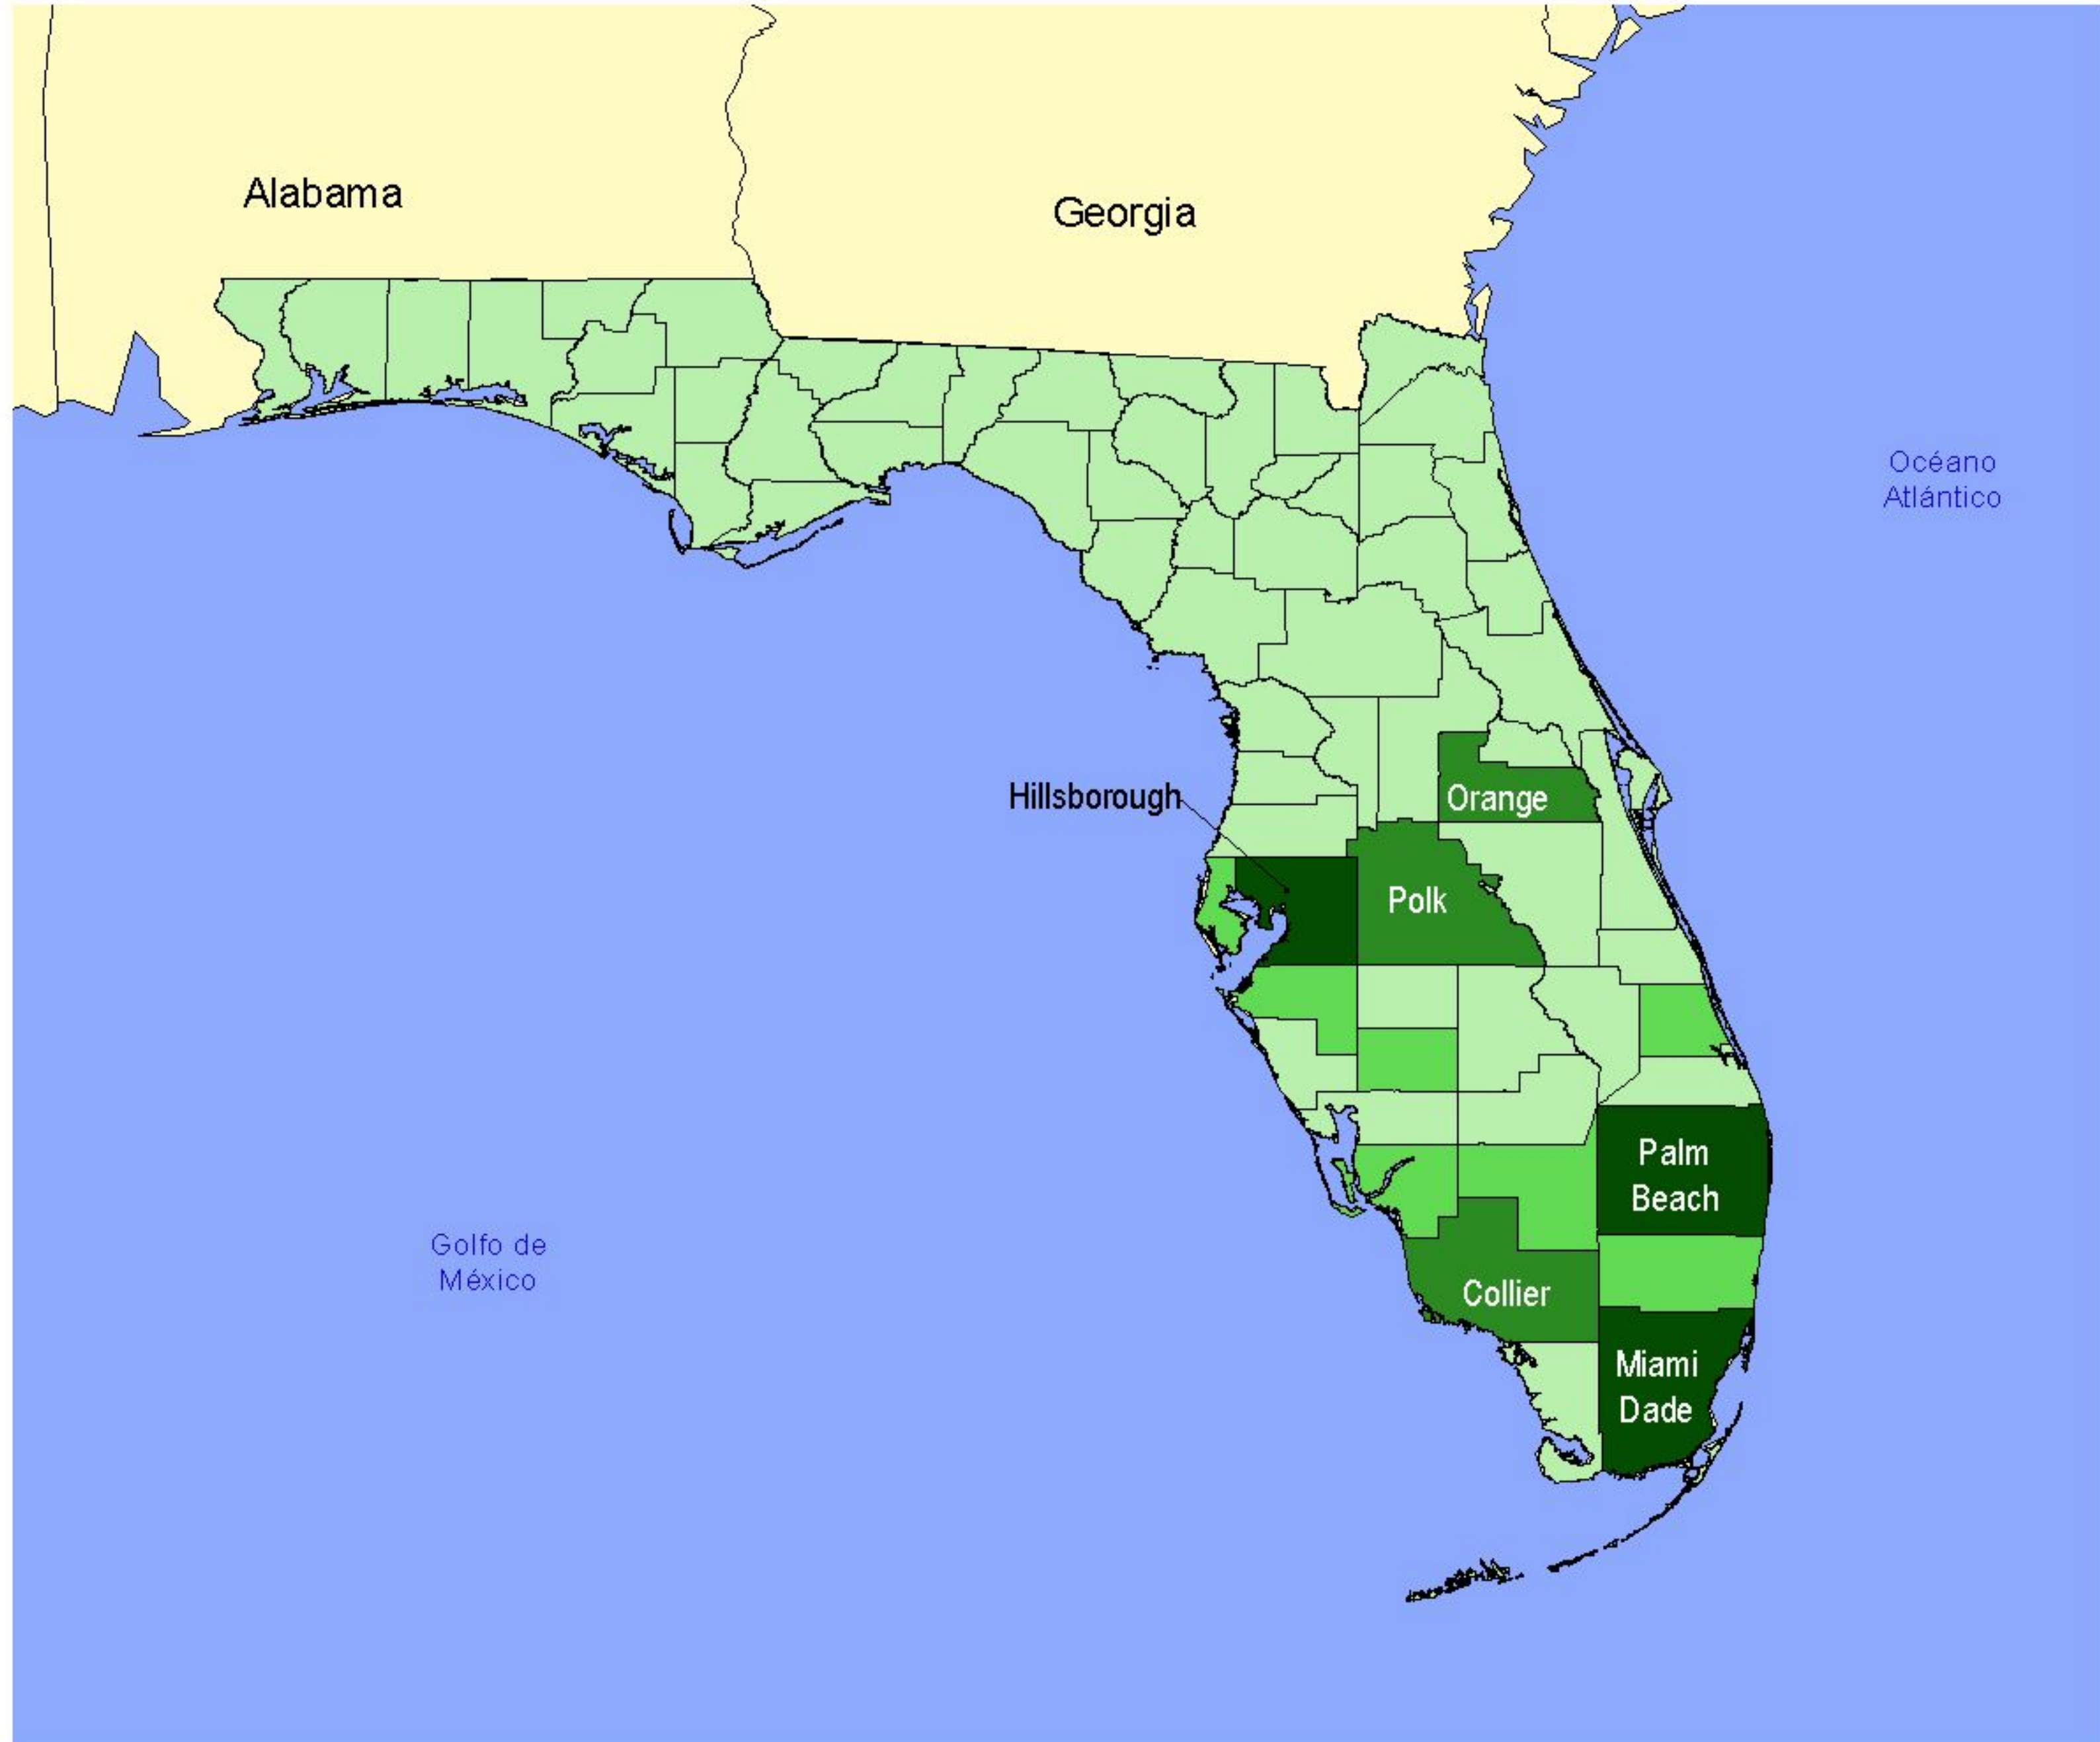 Alabama
Georgia
Océano
Atlántico
Hillsborough
Orange
Polk
Palm
Beach
Golfo de
México
Collier
Miami
Dade